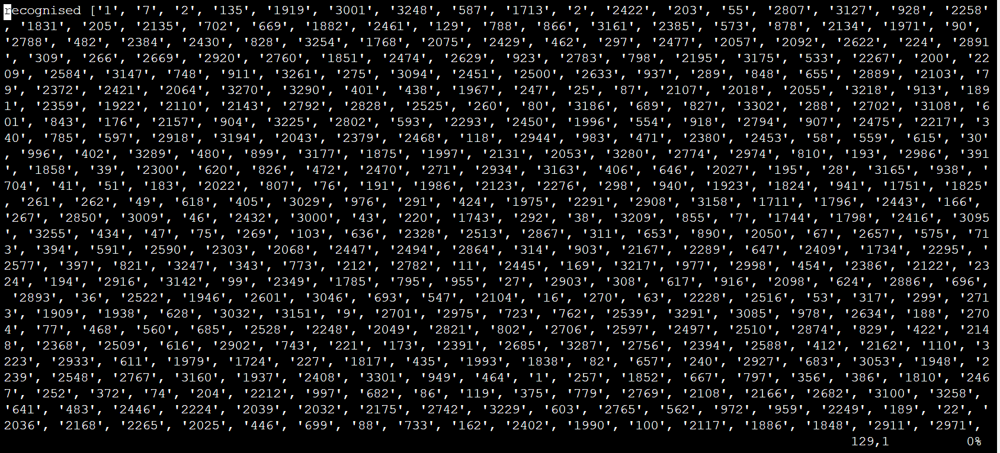 recognised ['1', '7', '2', '135', '1919', '3001', '3248', '587', '1713', '2', '2422', '203', '55', '2807', '3127', '928', '2258'
, '1831', '205', '2135', '702', '669', '1882', '2461', '129', '788', '866', '3161', '2385', '573', '878', '2134', '1971', '90',
'2788', '482', '2384', '2430', '828', '3254', '1768', '2075', '2429', '462', '297', '2477', '2057', '2092', '2622', '224', '2891
', '309', '266', '2669', '2920', '2760', '1851', '2474', '2629', '923', '2783', '798', '2195', '3175', '533', '2267', '200', '22
09', '2584', '3147', '748', '911', '3261', '275', '3094', '2451', '2500', '2633', '937', '289', '848', '655', '2889', '2103', '7
9', '2372', '2421', '2064', '3270', '3290', '401', '438', '1967', '247', '25', '87', '2107', '2018', '2055', '3218', '913', '189
1', '2359', '1922', '2110', '2143', '2792', '2828', '2525', '260', '80', '3186', '689', '827', '3302', '288', '2702', '3108', '6
01', '843', '176', '2157', '904', '3225', '2802', '593', '2293', '2450', '1996', '554', '918', '2794', '907', '2475', '2217', '3
40', '785', '597', '2918', '3194', '2043', '2379', '2468', '118', '2944', '983', '471', '2380', '2453', '58', '559', '615', '30'
, '996', '402', '3289', '480', '899', '3177', '1875', '1997', '2131', '2053', '3280', '2774', '2974', '810', '193', '2986', '391
', '1858', '39', '2300', '620', '826', '472', '2470', '271', '2934', '3163', '406', '646', '2027', '195', '28', '3165', '938', '
704', '41', '51', '183', '2022', '807', '76', '191', '1986', '2123', '2276', '298', '940', '1923', '1824', '941', '1751', '1825'
, '261', '262', '49', '618', '405', '3029', '976', '291', '424', '1975', '2291', '2908', '3158', '1711', '1796', '2443', '166',
'267', '2850', '3009', '46', '2432', '3000', '43', '220', '1743', '292', '38', '3209', '855', '7', '1744', '1798', '2416', '3095
', '3255', '434', '47', '75', '269', '103', '636', '2328', '2513', '2867', '311', '653', '890', '2050', '67', '2657', '575', '71
3', '394', '591', '2590', '2303', '2068', '2447', '2494', '2864', '314', '903', '2167', '2289', '647', '2409', '1734', '2295', '
2577', '397', '821', '3247', '343', '773', '212', '2782', '11', '2445', '169', '3217', '977', '2998', '454', '2386', '2122', '23
24', '194', '2916', '3142', '99', '2349', '1785', '795', '955', '27', '2903', '308', '617', '916', '2098', '624', '2886', '696',
'2893', '36', '2522', '1946', '2601', '3046', '693', '547', '2104', '16', '270', '63', '2228', '2516', '53', '317', '299', '271
3', '1909', '1938', '628', '3032', '3151', '9', '2701', '2975', '723', '762', '2539', '3291', '3085', '978', '2634', '188', '270
4', '77', '468', '560', '685', '2528', '2248', '2049', '2821', '802', '2706', '2597', '2497', '2510', '2874', '829', '422', '214
8', '2368', '2509', '616', '2902', '743', '221', '173', '2391', '2685', '3287', '2756', '2394', '2588', '412', '2162', '110', '3
223', '2933', '611', '1979', '1724', '227', '1817', '435', '1993', '1838', '82', '657', '240', '2927', '683', '3053', '1948', '2
239', '2548', '2767', '3160', '1937', '2408', '3301', '949', '464', '1', '257', '1852', '667', '797', '356', '386', '1810', '246
7', '252', '372', '74', '204', '2212', '997', '682', '86', '119', '375', '779', '2769', '2108', '2166', '2682', '3100', '3258',
'641', '483', '2446', '2224', '2039', '2032', '2175', '2742', '3229', '603', '2765', '562', '972', '959', '2249', '189', '22', '
2036', '2168', '2265', '2025', '446', '699', '88', '733', '162', '2402', '1990', '100', '2117', '1886', '1848', '2911', '2971',
129,1 0%